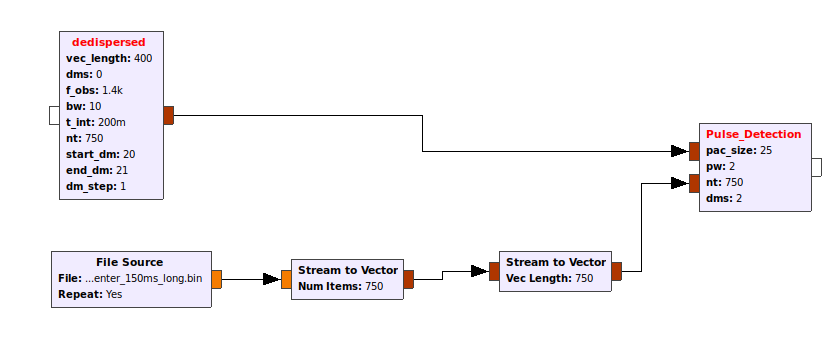 dedispersed
vec_length: 400
dms: 0
f_obs: 1.4k
bw: 10
t_int: 200m
nt: 750
start_dm: 20
end_dm: 21
dm_step: 1
Pulse_Detection
pac_size: 25
pw: 2
nt: 750
dms: 2
File Source
File: ...enter_150ms_long.bin
Repeat: Yes
Stream to Vector
Num Items: 750
Stream to Vector
Vec Length: 750